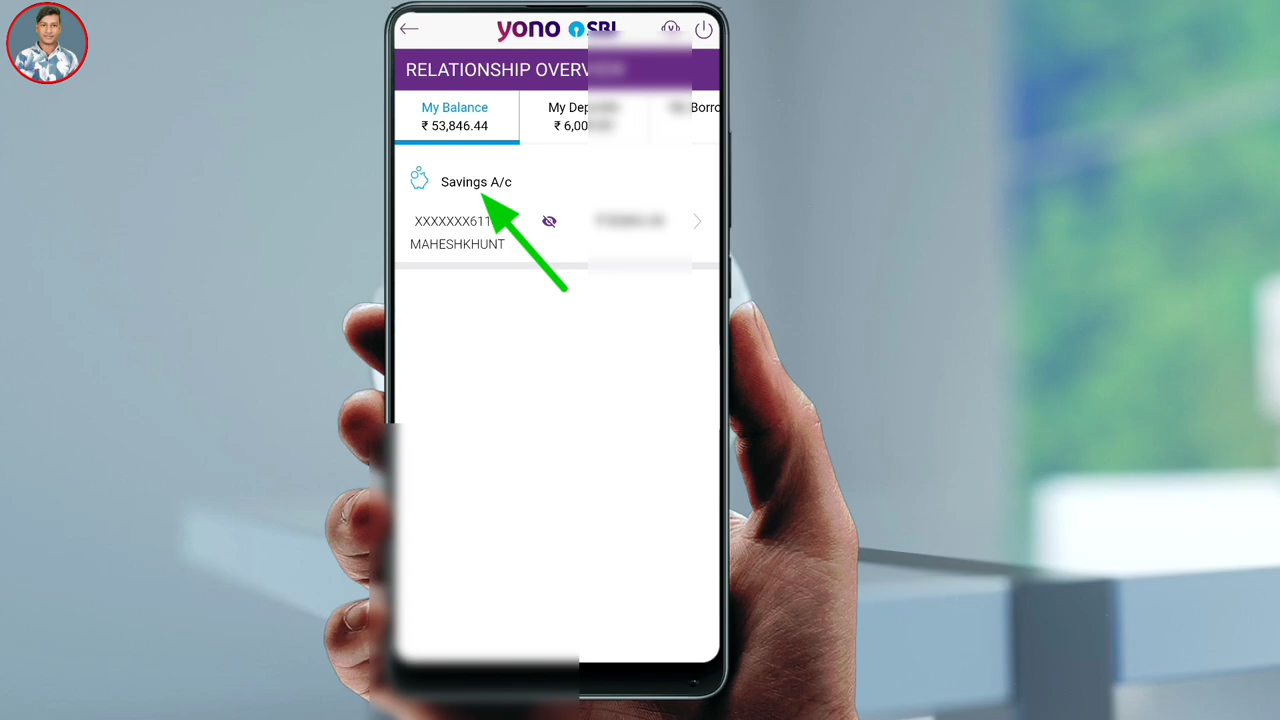 yono SBI
RELATIONSHIP OVERVIEW
My Balance
₹ 53,846.44
My Dep
₹ 6,00
Borro
Savings A/c
XXXXXXX611
MAHESHKHUNT